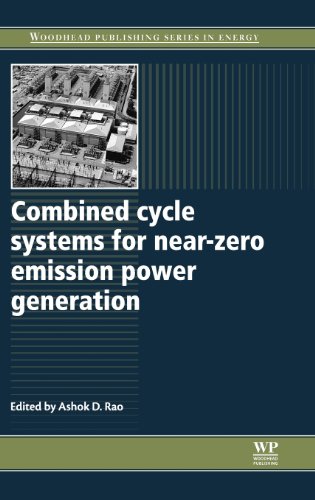 WOODHEAD PUBLISHING SERIES IN ENERGY
Combined cycle
systems for near-zero
emission power
generation
Edited by Ashok D. Rao
WP
WOODHEAD
PUBLISHING